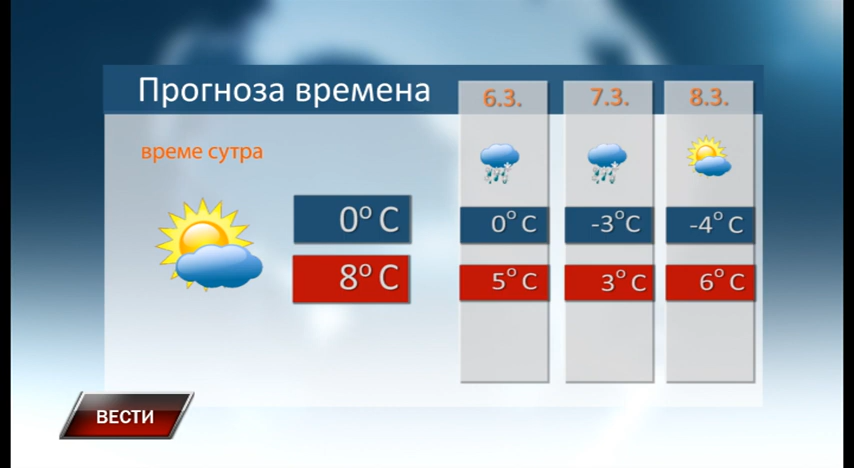 Прогноза времена
време сутра
0° C
8° C
6.3.
0° C
5° C
7.3.
-3°C
3° C
8.3.
-4° C
6° C
ВЕСТИ